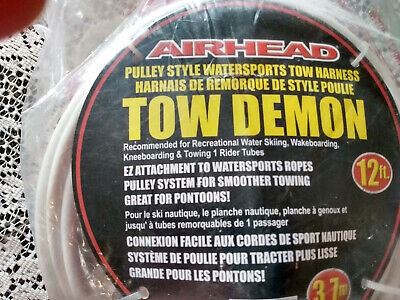 AIRHEAD
PULLEY STYLE WATERSPORTS TOW HARNESS
HARNAIS DE REMORQUE DE STYLE POULIE
TOW DEMON
Recommended for Recreational Water Skiing, Wakeboarding,
Kneeboarding & Towing 1 Rider Tubes
EZ ATTACHMENT TO WATERSPORTS ROPES
PULLEY SYSTEM FOR SMOOTHER TOWING
GREAT FOR PONTOONS!
12ft.
Pour le ski nautique, le planche nautique, planche à genoux et
jusqu' à tubes remorquables de 1 passager
CONNEXION FACILE AUX CORDES DE SPORT NAUTIQUE
SYSTÈME DE POULIE POUR TRACTER PLUS LISSE
GRANDE POUR LES PONTONS!
3.7m